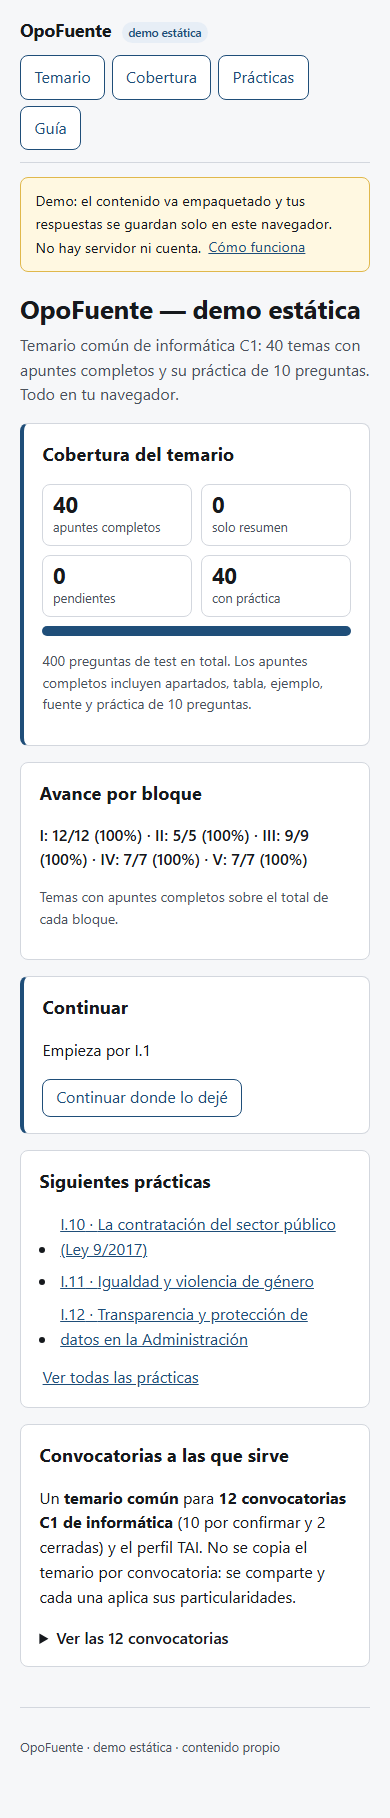 OpoFuente demo estática
Temario Cobertura Prácticas
Guía
Demo: el contenido va empaquetado y tus
respuestas se guardan solo en este navegador.
No hay servidor ni cuenta. Cómo funciona
OpoFuente — demo estática
Temario común de informática C1: 40 temas con
apuntes completos y su práctica de 10 preguntas.
Todo en tu navegador.
Cobertura del temario
40
apuntes completos
0
solo resumen
0
pendientes
40
con práctica
400 preguntas de test en total. Los apuntes
completos incluyen apartados, tabla, ejemplo,
fuente y práctica de 10 preguntas.
Avance por bloque
I: 12/12 (100%) · II: 5/5 (100%) · III: 9/9
(100%) · IV: 7/7 (100%) · V: 7/7 (100%)
Temas con apuntes completos sobre el total de
cada bloque.
Continuar
Empieza por I.1
Continuar donde lo dejé
Siguientes prácticas
I.10 · La contratación del sector público
(Ley 9/2017)
I.11 · Igualdad y violencia de género
I.12 · Transparencia y protección de
datos en la Administración
Ver todas las prácticas
Convocatorias a las que sirve
Un temario común para 12 convocatorias
C1 de informática (10 por confirmar y 2
cerradas) y el perfil TAI. No se copia el
temario por convocatoria: se comparte y
cada una aplica sus particularidades.
Ver las 12 convocatorias
OpoFuente · demo estática · contenido propio